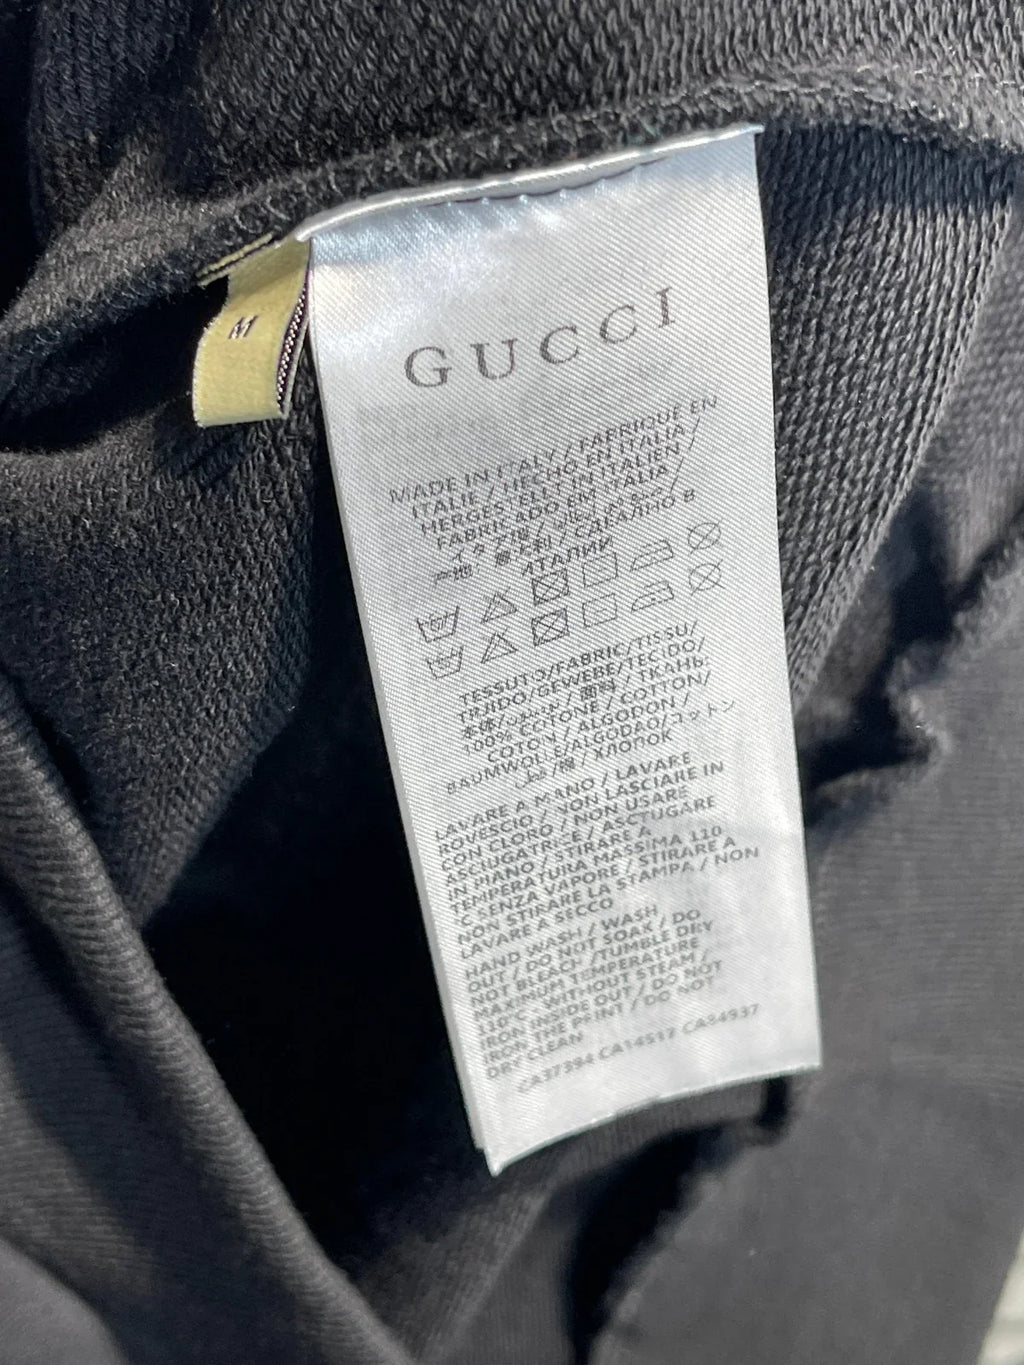 M
GUCCI
MADE IN ITALY / FABRIQUE EN
ITALIE / HECHO EN ITALIA /
HERGESTELLT IN ITALIEN /
FABRICADO EM ITALIA /
СДЕЛАНО В
ИТАЛИИ
TESSUTO/FABRIC/TISSU/
TEJIDO/GEWEBE/TECIDO/
面料 / ТКАНЬ:
100% COTONE / COTTON/
COTON / ALGODON /
BAUMWOLLE/ALGODAO/コットン
/棉 / ХЛОПОК
LAVARE A MANO / LAVARE
ROVESCIO / NON LASCIARE IN
CON CLORO / NON USARE
ASCIUGATRICE / ASCIUGARE
IN PIANO / STIRARE A
TEMPERATURA MASSIMA 110
C SENZA VAPORE / STIRARE A
NON STIRARE LA STAMPA / NON
LAVARE A SECCO
HAND WASH / WASH
OUT / DO NOT SOAK / DO
NOT BLEACH /TUMBLE DRY
MAXIMUM TEMPERATURE
110°C - WITHOUT STEAM /
IRON INSIDE OUT / DO NOT
IRON THE PRINT / DO NOT
DRY CLEAN
CA37394 CA14517 CA84937